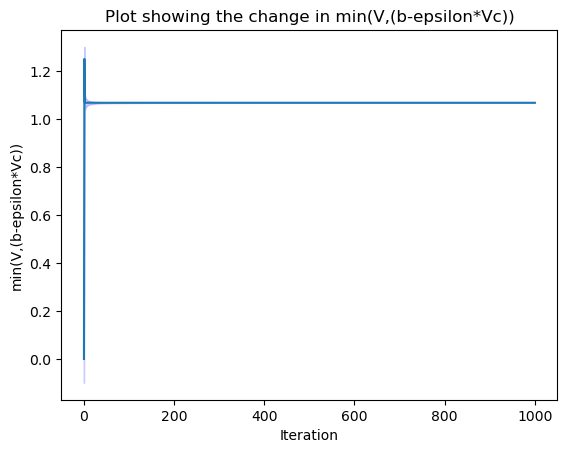 Plot showing the change in min(V,(b-epsilon*Vc))
min(V,(b-epsilon*Vc))
1.2
1.0
0.8
0.6
0.4
0.2
0.0
0 200 400 600 800 1000
Iteration